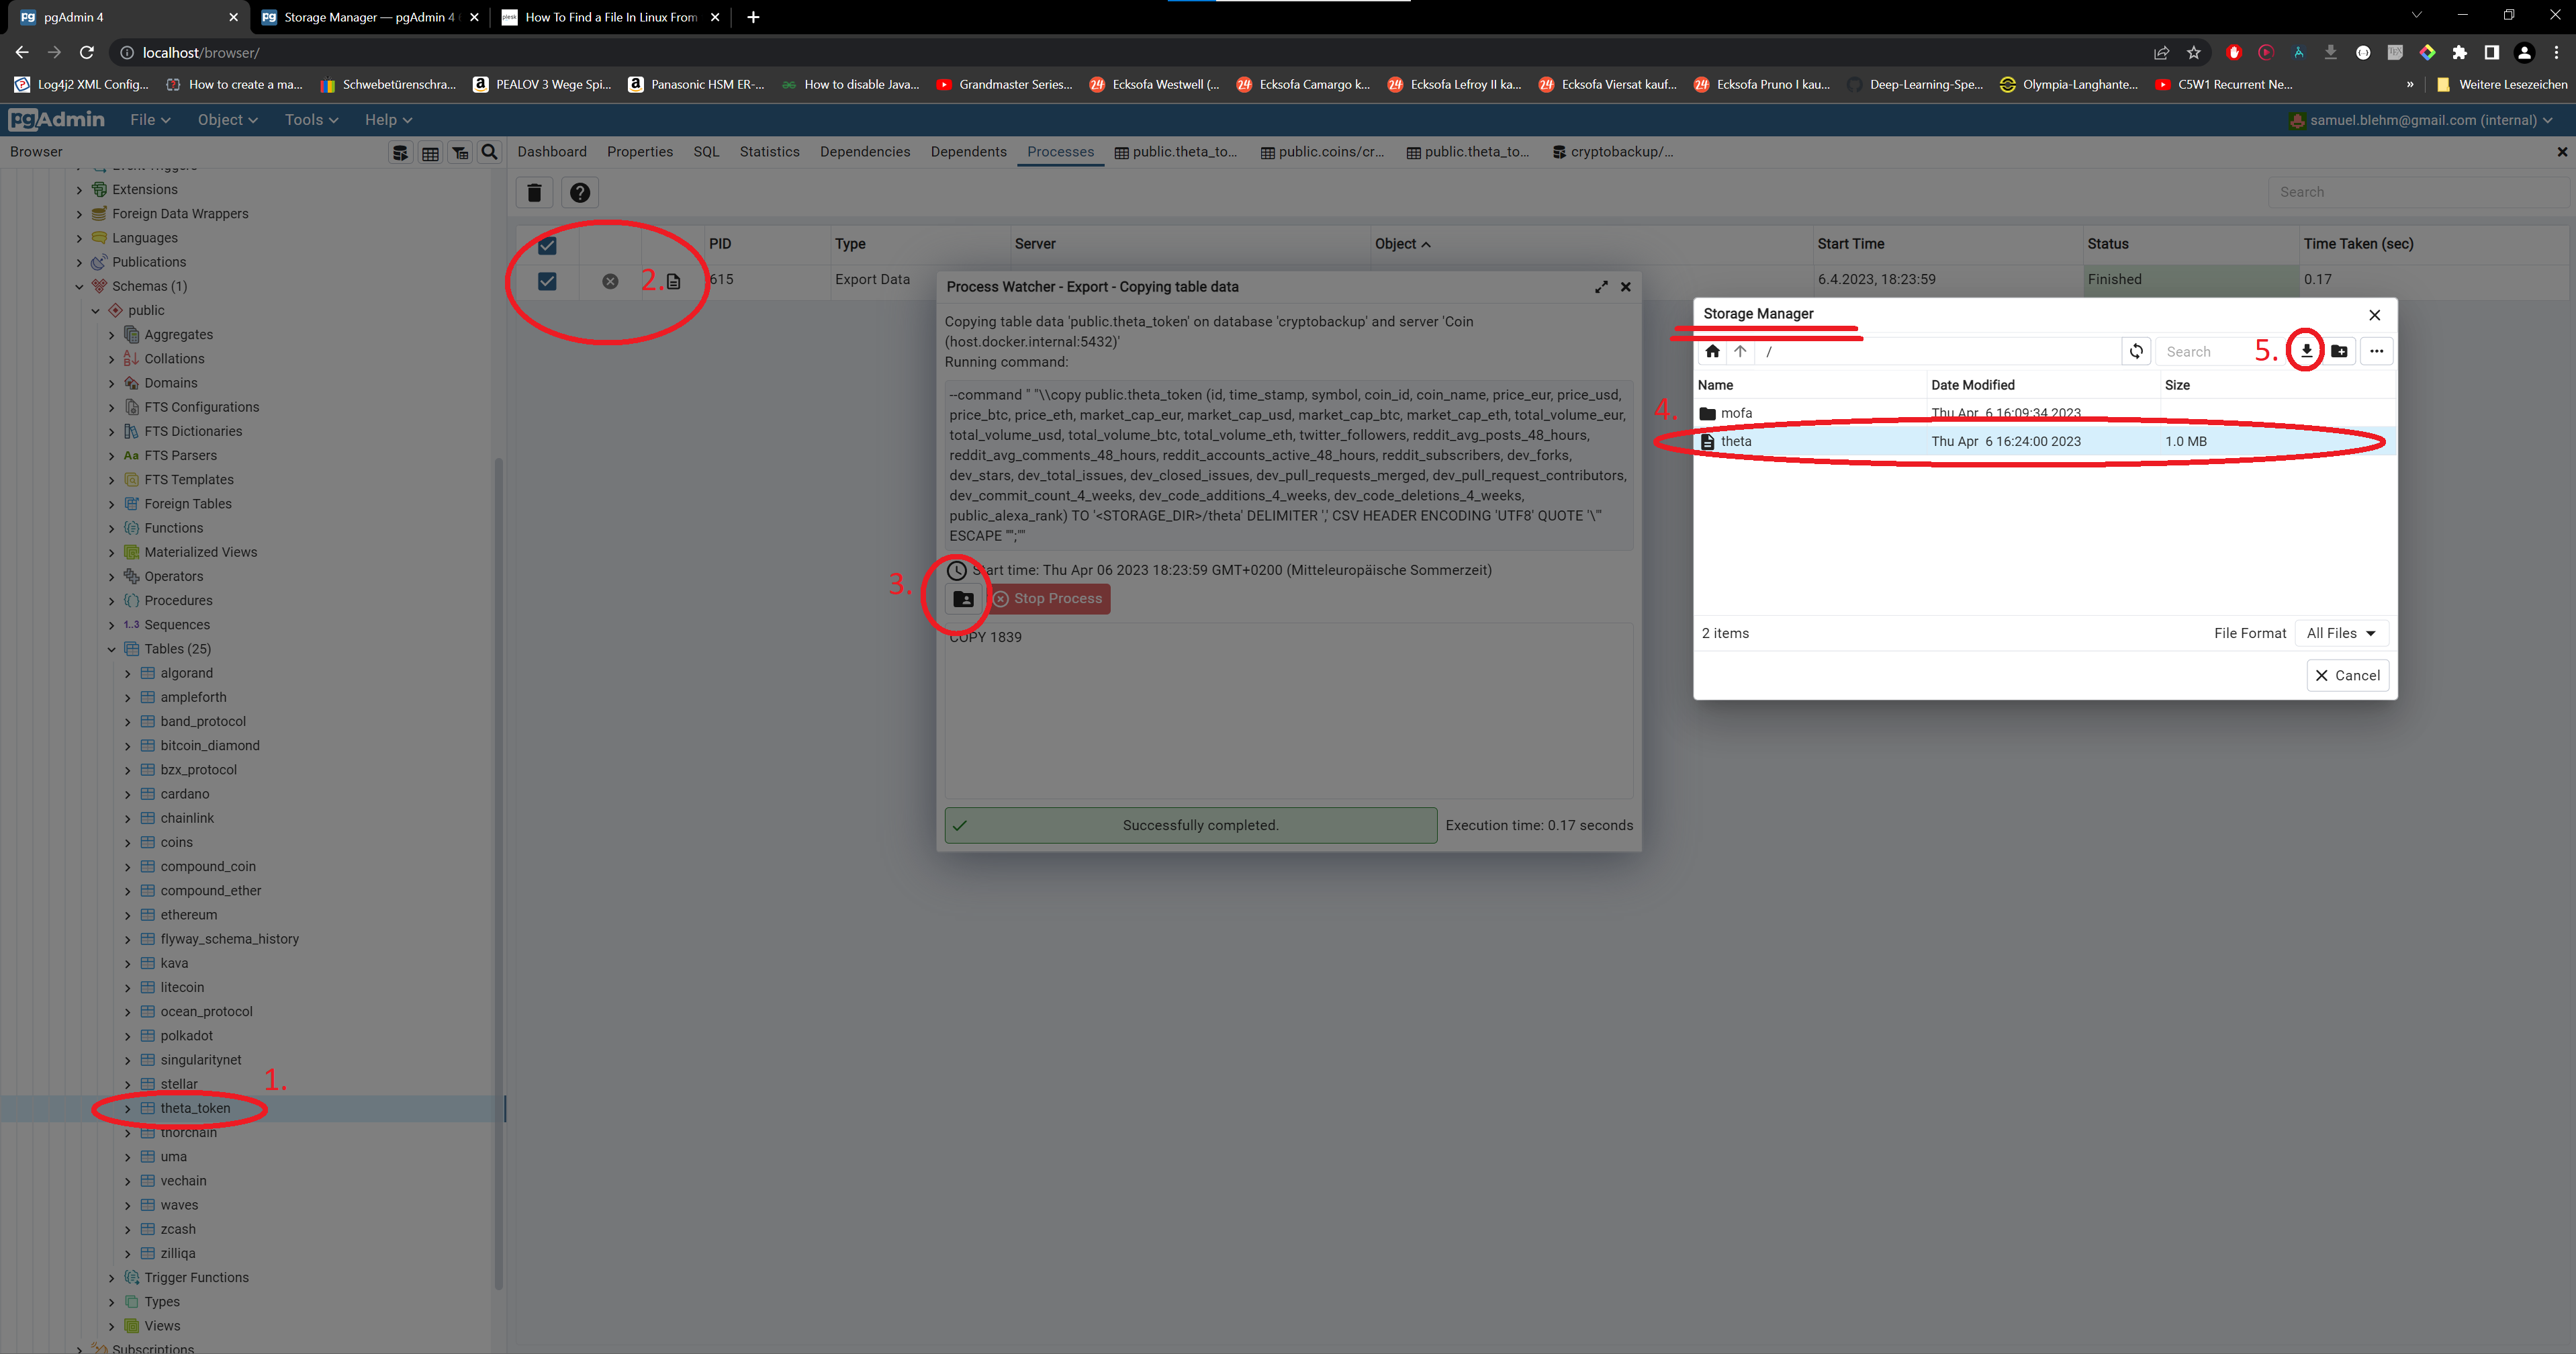 pgAdmin 4
Storage Manager — pgAdmin 4
How To Find a File In Linux From
localhost/browser/
Log4j2 XML Config...
How to create a ma...
Schwebetürenschra...
PEALOV 3 Wege Spi...
Panasonic HSM ER-...
How to disable Java...
Grandmaster Series...
Ecksofa Westwell (...
Ecksofa Camargo k...
Ecksofa Lefroy II ka...
Ecksofa Viersat kauf...
Ecksofa Pruno I kau...
Deep-Learning-Spe...
Olympia-Langhante...
C5W1 Recurrent Ne...
»
Weitere Lesezeichen
pgAdmin
File
Object
Tools
Help
samuel.blehm@gmail.com (internal)
Browser
Dashboard
Properties
SQL
Statistics
Dependencies
Dependents
Processes
public.theta_to...
public.coins/cr...
public.theta_to...
cryptobackup/...
Search
Event Triggers
Extensions
Foreign Data Wrappers
Languages
Publications
Schemas (1)
public
Aggregates
Collations
Domains
FTS Configurations
FTS Dictionaries
FTS Parsers
FTS Templates
Foreign Tables
Functions
Materialized Views
Operators
Procedures
Sequences
Tables (25)
algorand
ampleforth
band_protocol
bitcoin_diamond
bzx_protocol
cardano
chainlink
coins
compound_coin
compound_ether
ethereum
flyway_schema_history
kava
litecoin
ocean_protocol
polkadot
singularitynet
stellar
1.
theta_token
thorchain
uma
vechain
waves
zcash
zilliqa
Trigger Functions
Types
Views
Subscriptions
PID
Type
Server
Object
Start Time
Status
Time Taken (sec)
2.
615
Export Data
6.4.2023, 18:23:59
Finished
0.17
Process Watcher - Export - Copying table data
Copying table data 'public.theta_token' on database 'cryptobackup' and server 'Coin
(host.docker.internal:5432)'
Running command:
--command " "\\copy public.theta_token (id, time_stamp, symbol, coin_id, coin_name, price_eur, price_usd,
price_btc, price_eth, market_cap_eur, market_cap_usd, market_cap_btc, market_cap_eth, total_volume_eur,
total_volume_usd, total_volume_btc, total_volume_eth, twitter_followers, reddit_avg_posts_48_hours,
reddit_avg_comments_48_hours, reddit_accounts_active_48_hours, reddit_subscribers, dev_forks,
dev_stars, dev_total_issues, dev_closed_issues, dev_pull_requests_merged, dev_pull_request_contributors,
dev_commit_count_4_weeks, dev_code_additions_4_weeks, dev_code_deletions_4_weeks,
public_alexa_rank) TO '<STORAGE_DIR>/theta' DELIMITER ',' CSV HEADER ENCODING 'UTF8' QUOTE '\"'
ESCAPE '''';""
Start time: Thu Apr 06 2023 18:23:59 GMT+0200 (Mitteleuropäische Sommerzeit)
3.
Stop Process
COPY 1839
Successfully completed.
Execution time: 0.17 seconds
Storage Manager
/
Search
5.
Name
Date Modified
Size
4.
mofa
Thu Apr 6 16:09:34 2023
theta
Thu Apr 6 16:24:00 2023
1.0 MB
2 items
File Format
All Files
Cancel